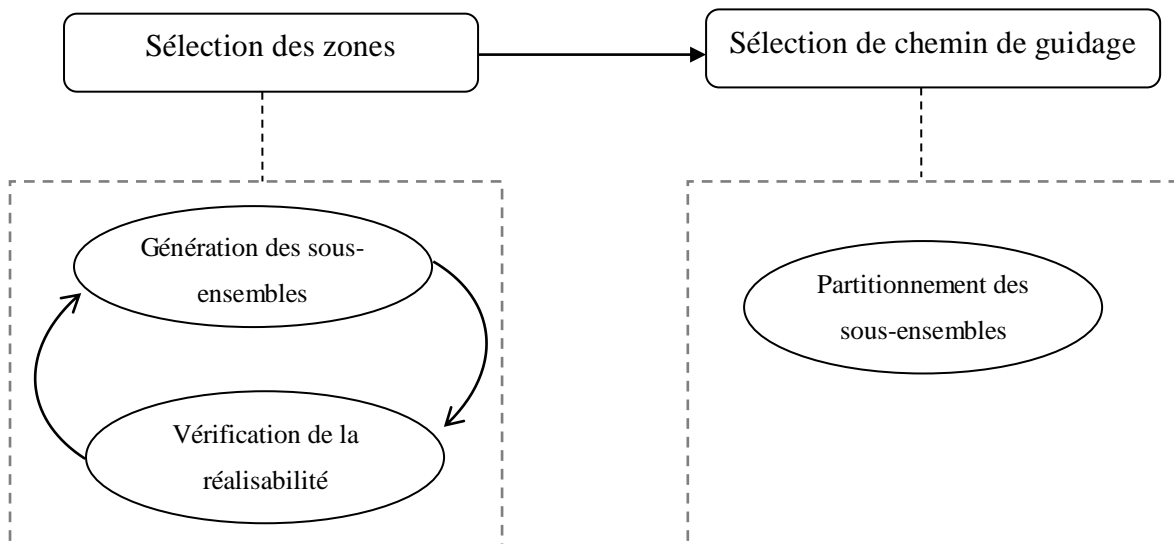 Sélection des zones
Sélection de chemin de guidage
Génération des sous-
ensembles
Vérification de la
réalisabilité
Partitionnement des
sous-ensembles